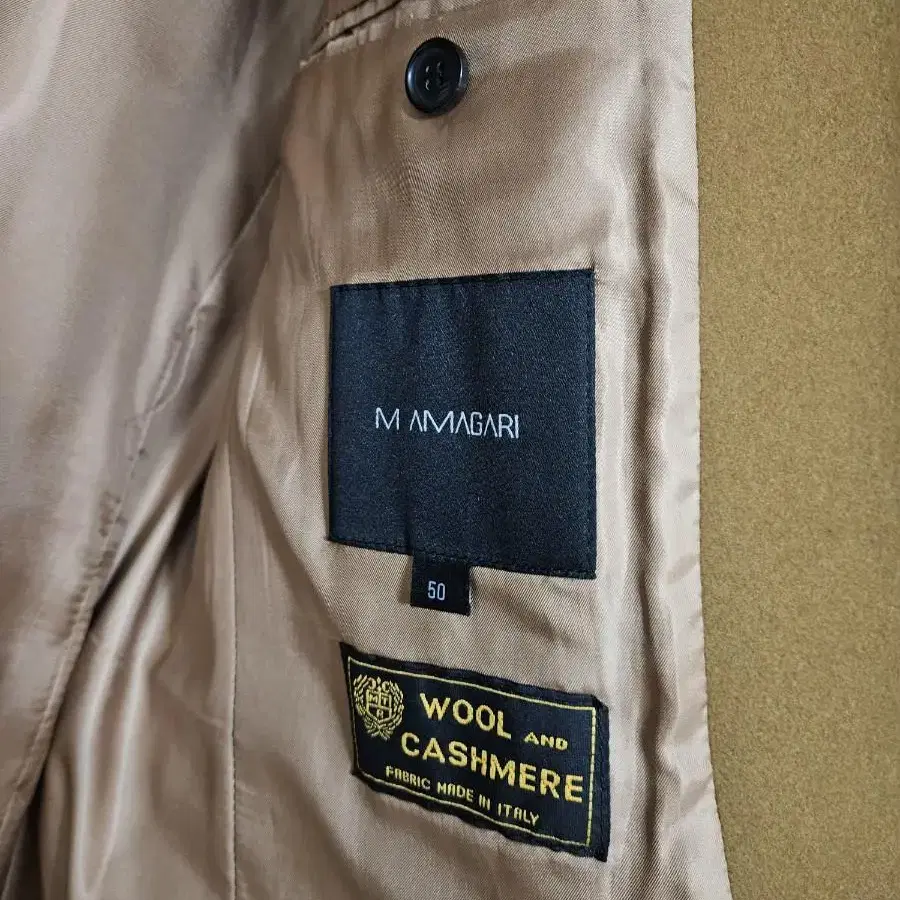 M AMAGARI
50
WOOL AND
CASHMERE
FABRIC MADE IN ITALY